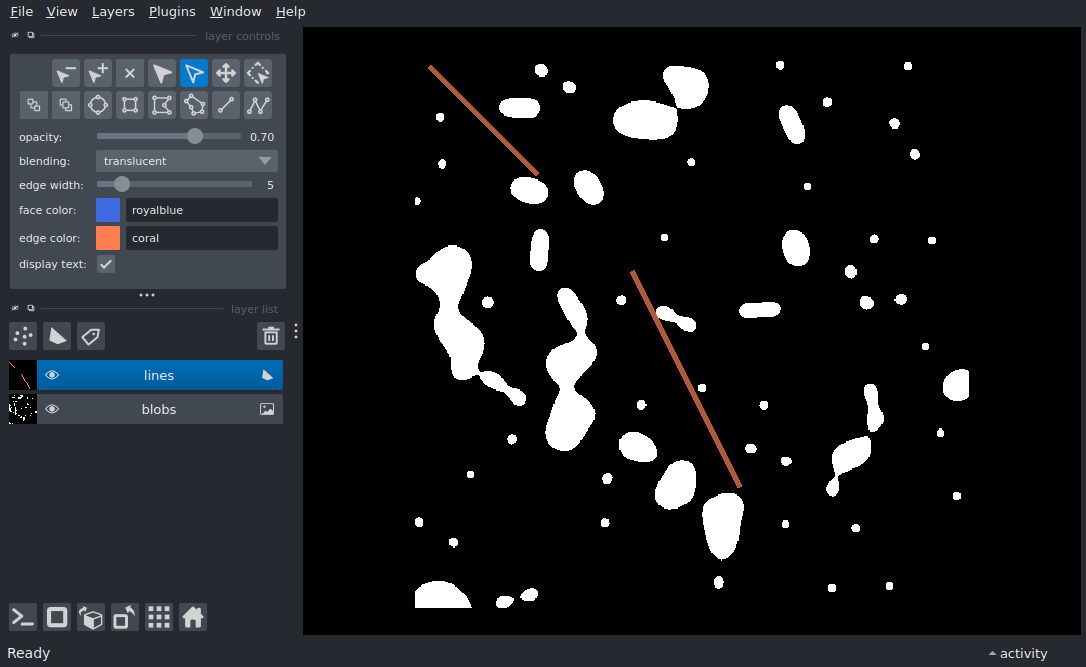 File View Layers Plugins Window Help
layer controls
opacity: 0.70
blending: translucent
edge width: 5
face color: royalblue
edge color: coral
display text:
layer list
lines
blobs
Ready activity